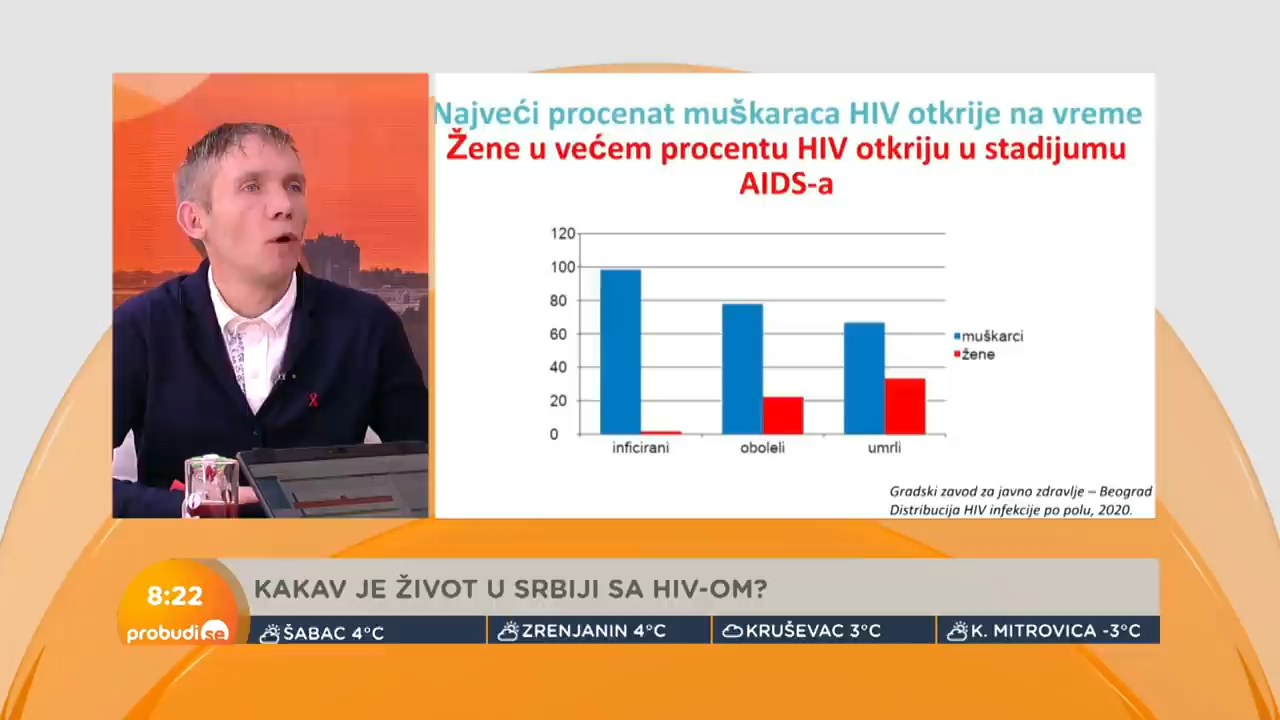 Najveći procenat muškaraca HIV otkrije na vreme
Žene u većem procentu HIV otkriju u stadijumu
AIDS-a
120
100
80
60
40
20
0
inficirani
oboleli
umrli
muškarci
žene
Gradski zavod za javno zdravlje – Beograd
Distribucija HIV infekcije po polu, 2020.
8:22
probudi se
KAKAV JE ŽIVOT U SRBIJI SA HIV-OM?
ŠABAC 4°C
ZRENJANIN 4°C
KRUŠEVAC 3°C
K. MITROVICA -3°C